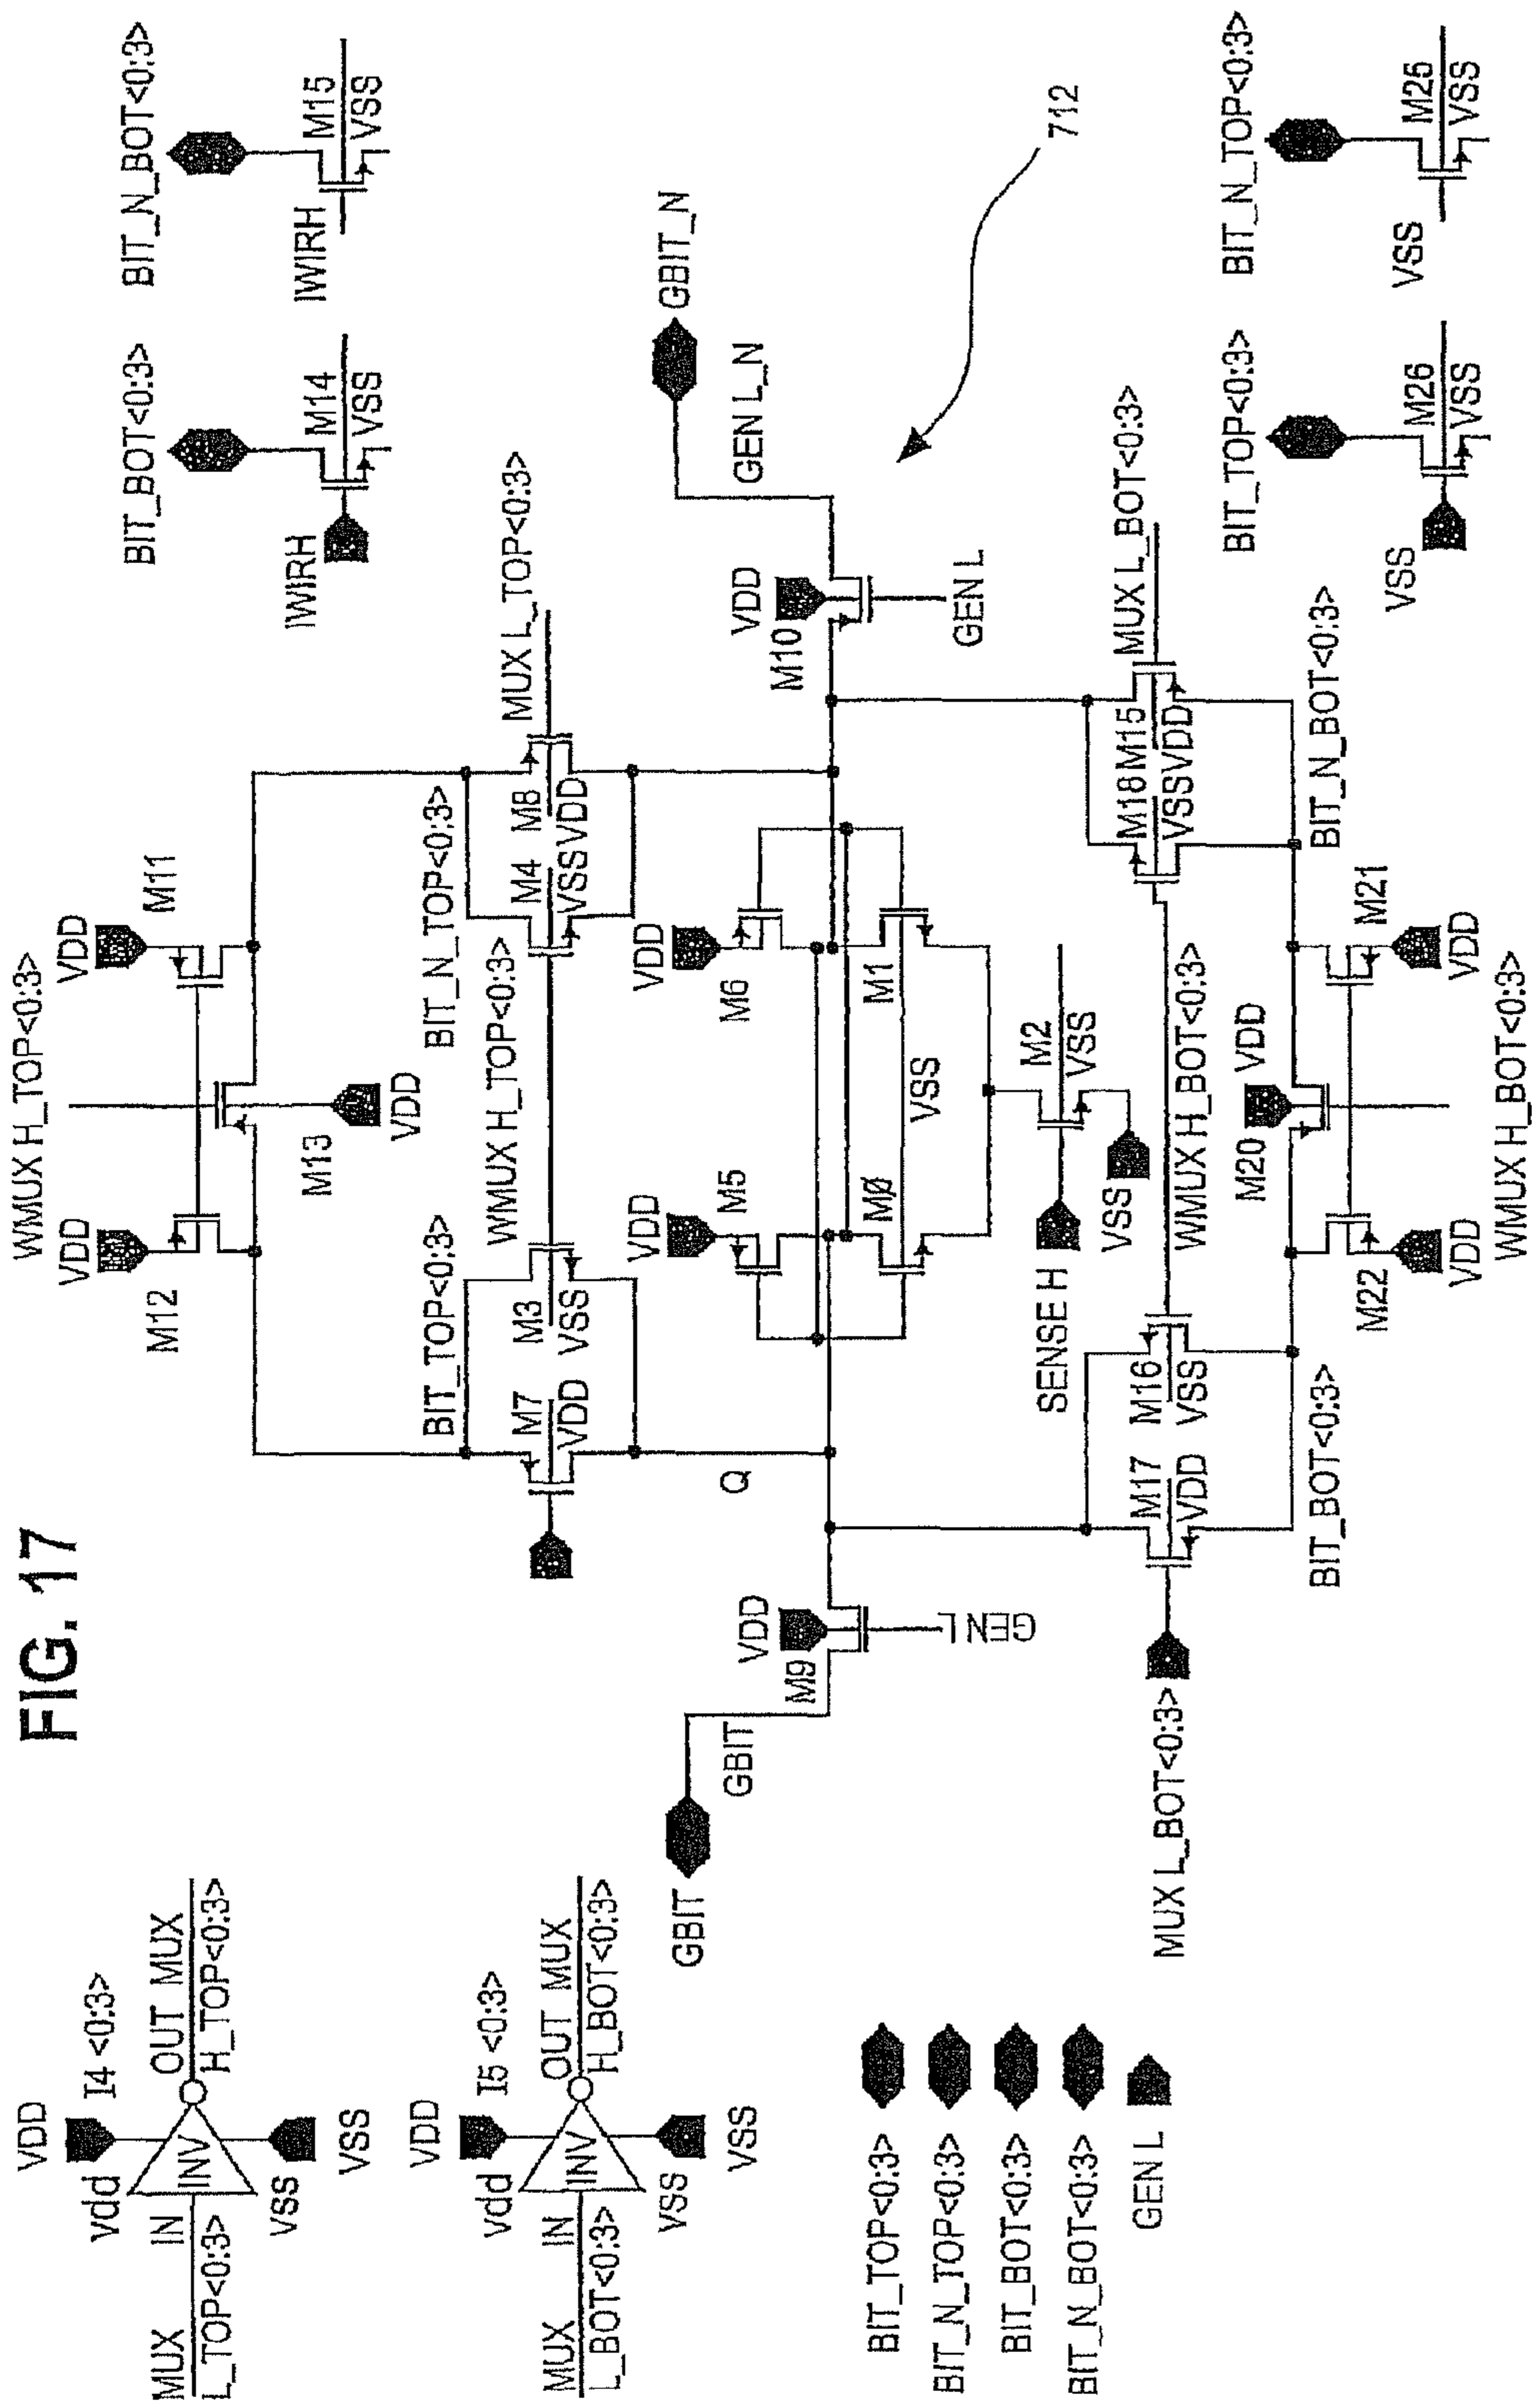 FIG. 17
VDD
vdd
I4 <0:3>
MUX
IN
INV
OUT MUX
L_TOP<0:3>
H_TOP<0:3>
VSS
VSS
VDD
vdd
I5 <0:3>
MUX
IN
INV
OUT MUX
L_BOT<0:3>
H_BOT<0:3>
VSS
VSS
BIT_TOP<0:3>
BIT_N_TOP<0:3>
BIT_BOT<0:3>
BIT_N_BOT<0:3>
GEN L
WMUX H_TOP<0:3>
VDD
M12
VDD
M11
M13
VDD
BIT_TOP<0:3>
BIT_N_TOP<0:3>
WMUX H_TOP<0:3>
M7
VDD
M3
VSS
M4
VSS
M8
VDD
MUX L_TOP<0:3>
Q
GBIT
GBIT
VDD
M9
GEN L
VDD
M5
VDD
M6
MØ
VSS
M1
VDD
M10
GEN L
GBIT_N
GEN L_N
712
SENSE H
M2
VSS
VSS
MUX L_BOT<0:3>
M17
VDD
M16
VSS
WMUX H_BOT<0:3>
M18
VSS
M15
VDD
MUX L_BOT<0:3>
BIT_BOT<0:3>
BIT_N_BOT<0:3>
M20
VDD
M22
VDD
M21
VDD
WMUX H_BOT<0:3>
BIT_BOT<0:3>
IWIRH
M14
VSS
BIT_N_BOT<0:3>
IWIRH
M15
VSS
BIT_TOP<0:3>
VSS
M26
VSS
BIT_N_TOP<0:3>
VSS
M25
VSS